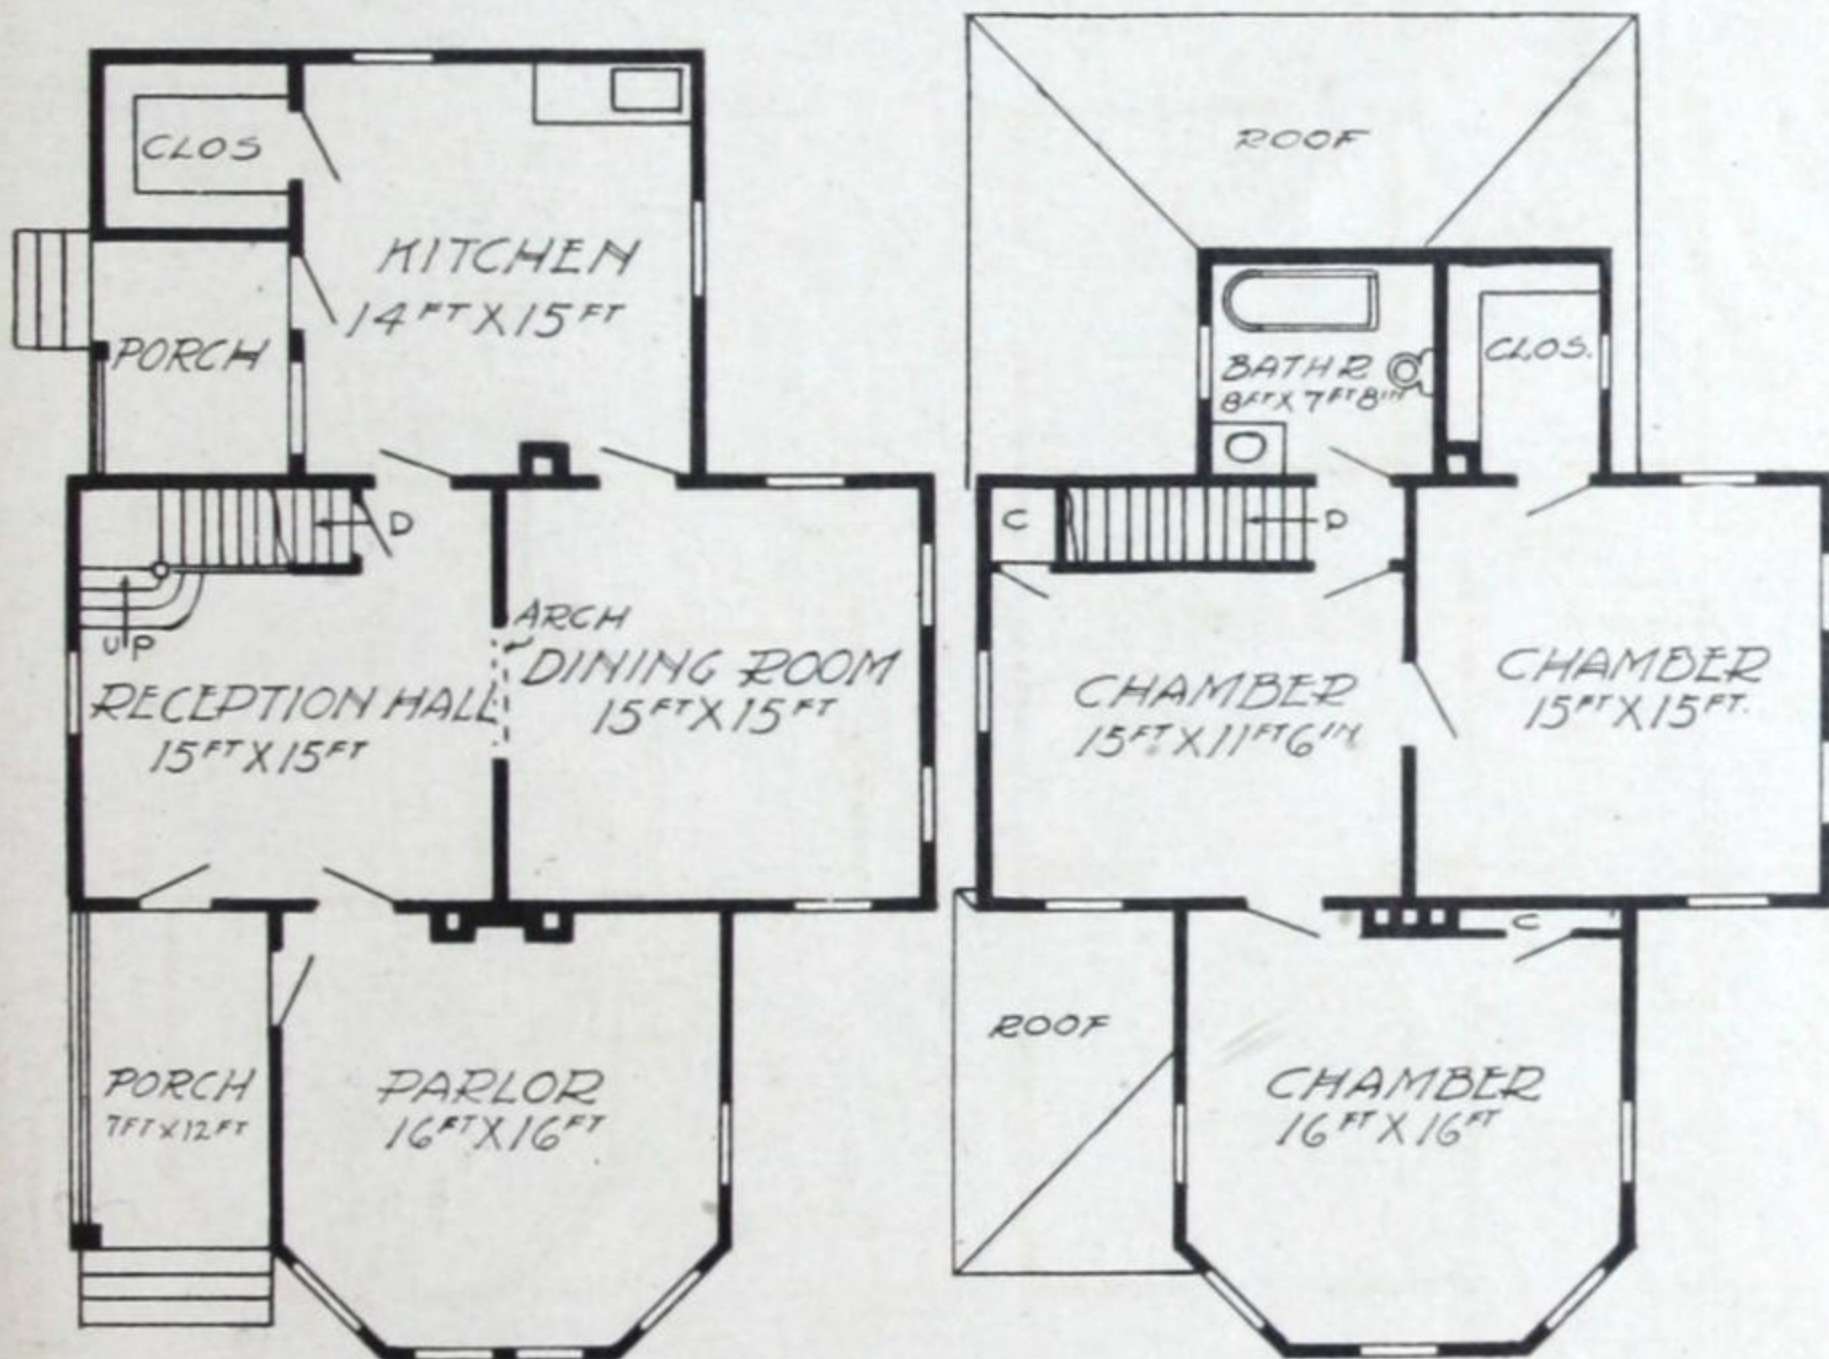 CLOS
KITCHEN
14FT X 15FT
PORCH
D
UP
ARCH
RECEPTION HALL
15FT X 15FT
DINING ROOM
15FT X 15FT
PORCH
7FT X 12FT
PARLOR
16FT X 16FT
ROOF
BATHR
8FT X 7FT 8IN
CLOS.
C
D
CHAMBER
15FT X 11FT 6IN
CHAMBER
15FT X 15FT.
C
ROOF
CHAMBER
16FT X 16FT